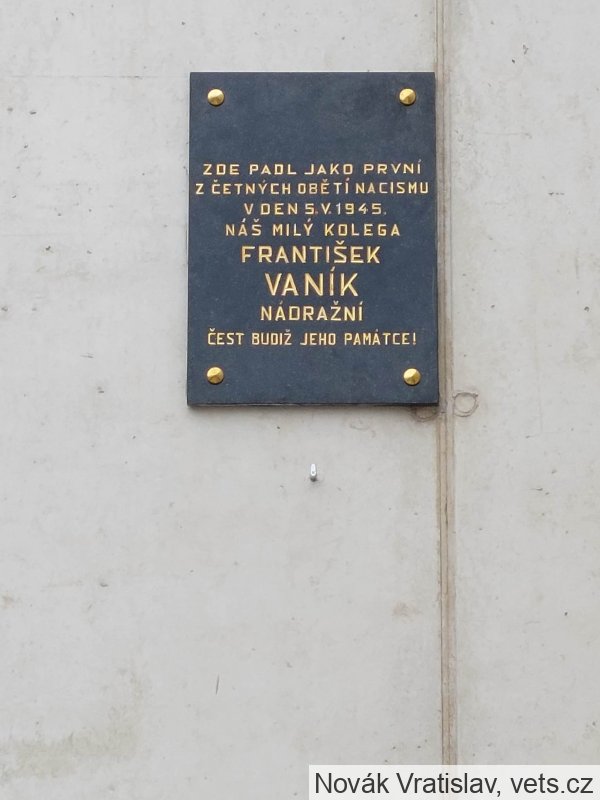 ZDE PADL JAKO PRVNÍ
Z ČETNÝCH OBĚTÍ NACISMU
V DEN 5.V.1945.
NÁŠ MILÝ KOLEGA
FRANTIŠEK
VANÍK
NÁDRAŽNÍ
ČEST BUDIŽ JEHO PAMÁTCE!
Novák Vratislav, vets.cz